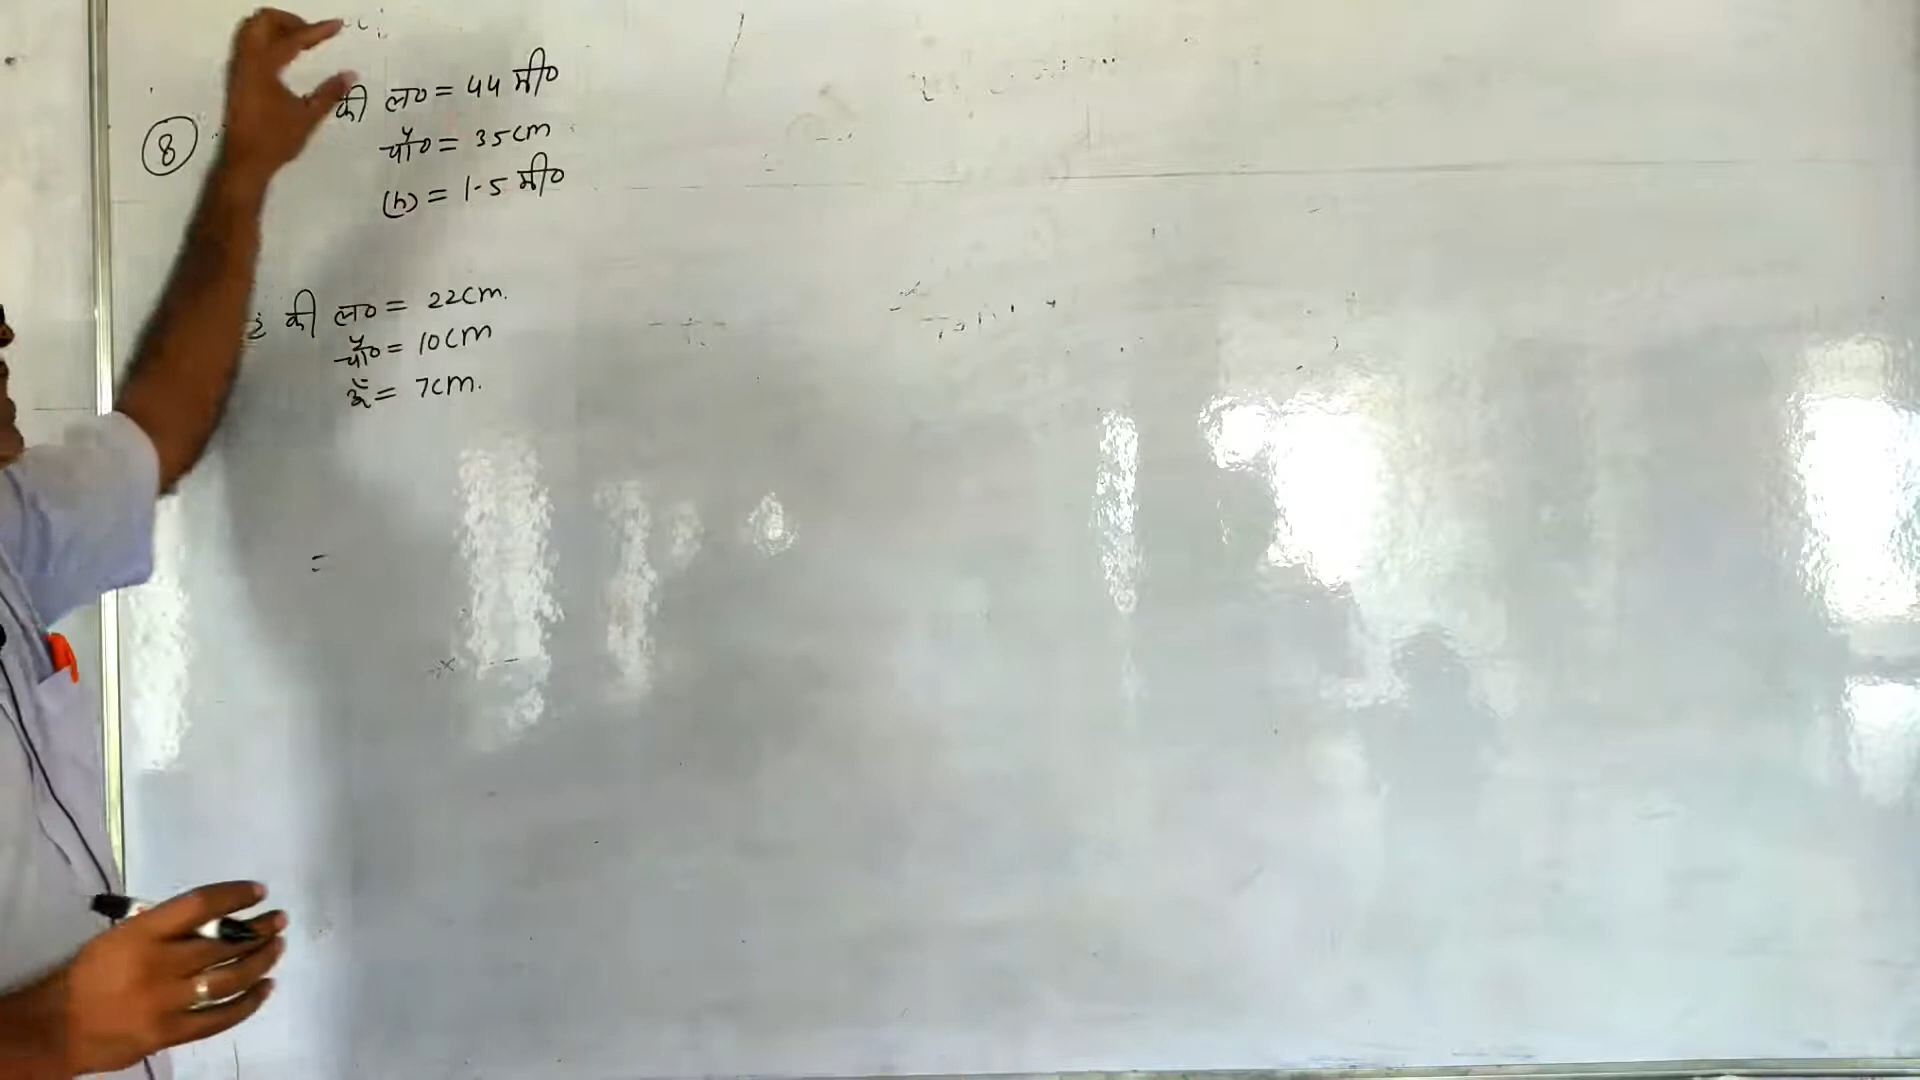 8
की ल० = 44 मी०
चौ० = 35cm
(h) = 1.5 मी०
की ल० = 22cm.
चौ० = 10cm
ऊँ = 7cm.
=